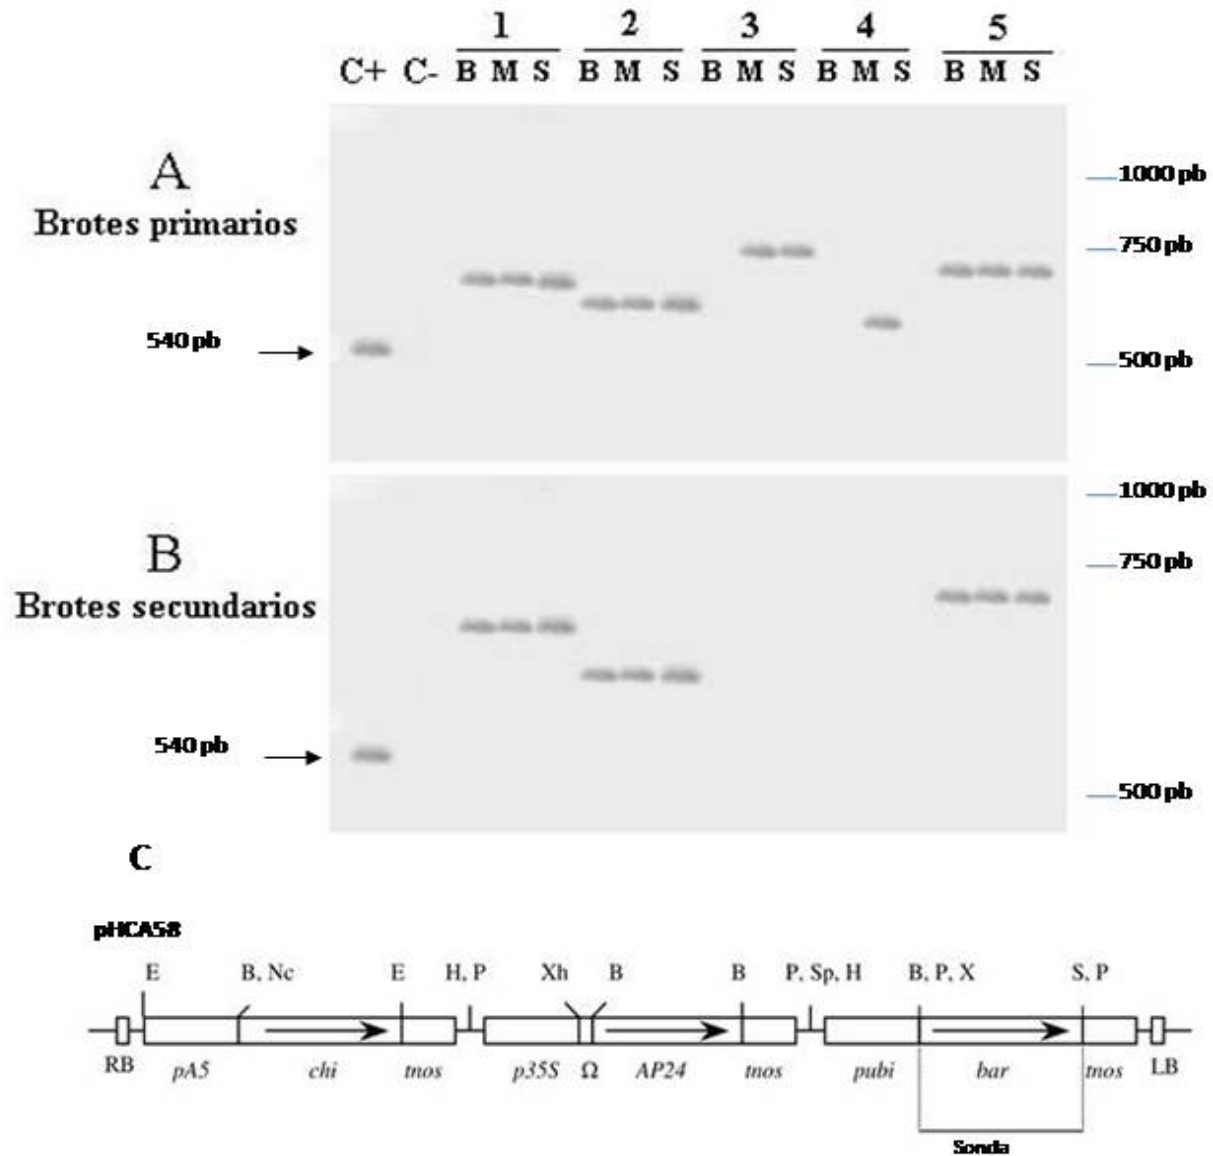 1 2 3 4 5
C+ C- B M S B M S B M S B M S B M S
A
Brotes primarios
1000 pb
750 pb
540 pb
500 pb
1000 pb
B
750 pb
Brotes secundarios
540 pb
500 pb
C
pHCA58
E B, Nc E H, P Xh B B P, Sp, H B, P, X S, P
RB pA5 chi tnos p35S Ω AP24 tnos pubi bar tnos LB
Sonda